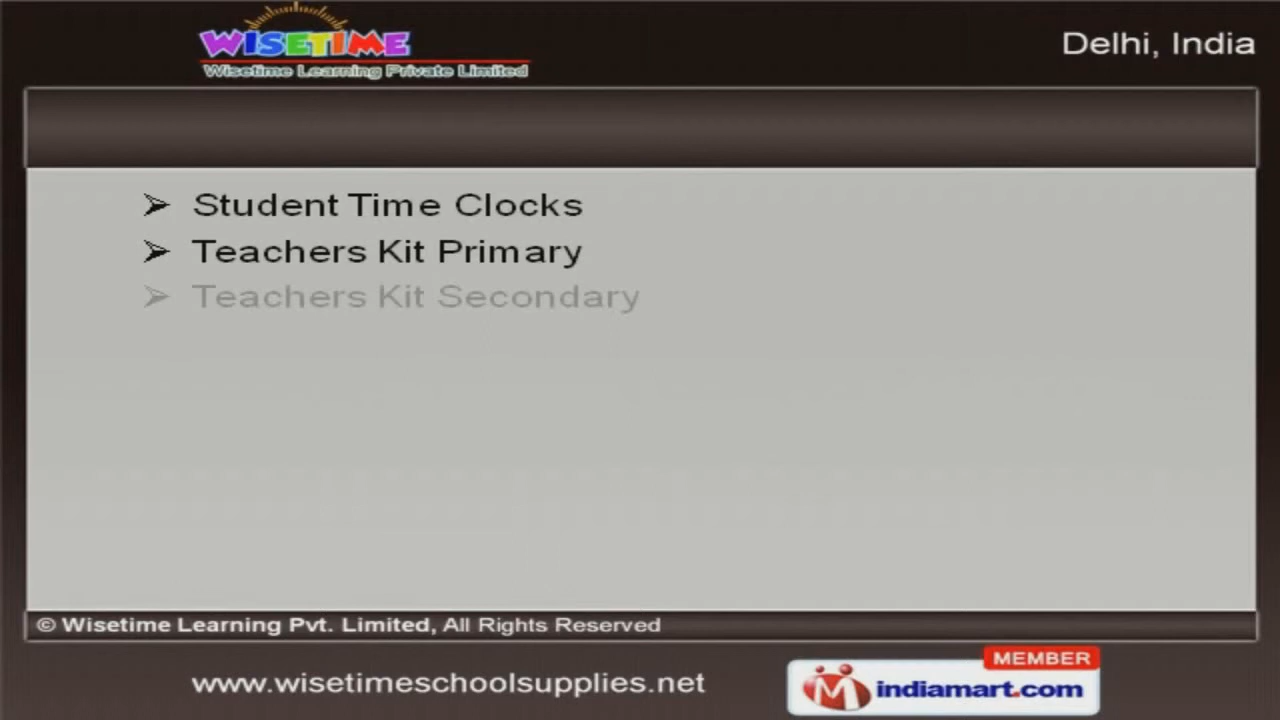 WISETIME
Wisetime Learning Private Limited
Delhi, India
➢ Student Time Clocks
➢ Teachers Kit Primary
➢ Teachers Kit Secondary
© Wisetime Learning Pvt. Limited, All Rights Reserved
www.wisetimeschoolsupplies.net
MEMBER
indiamart.com